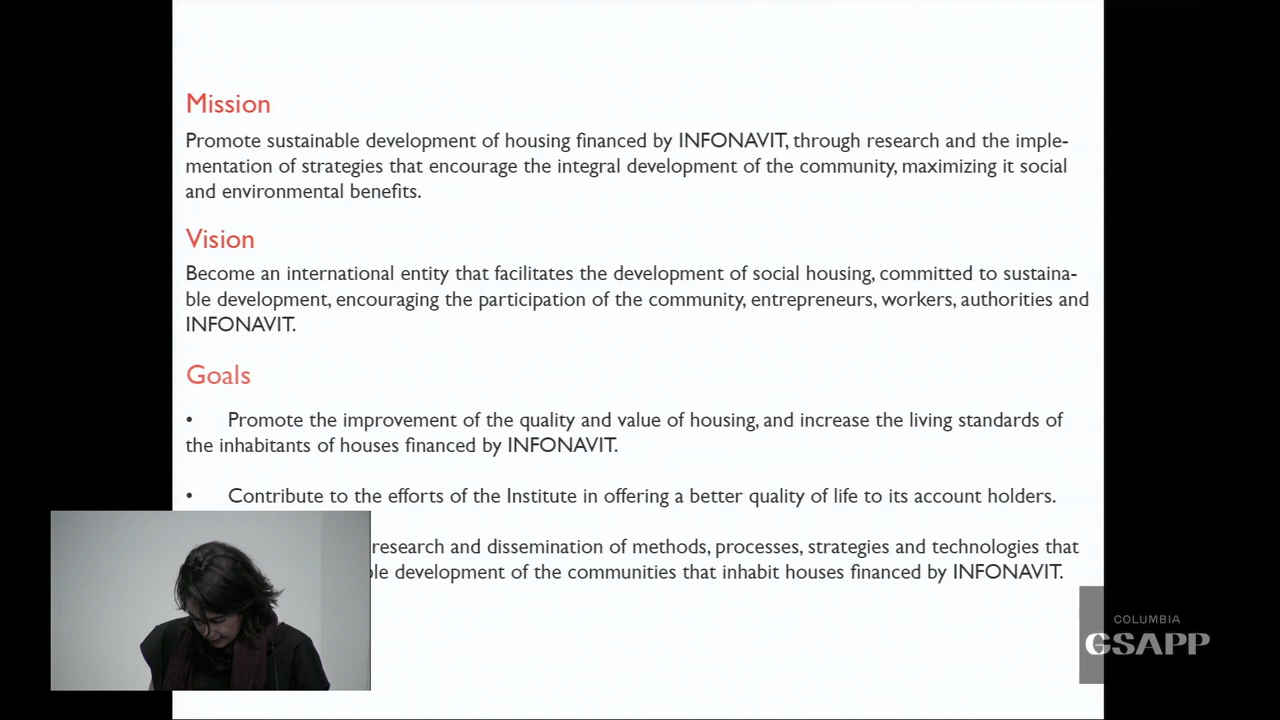 Mission
Promote sustainable development of housing financed by INFONAVIT, through research and the imple-
mentation of strategies that encourage the integral development of the community, maximizing it social
and environmental benefits.
Vision
Become an international entity that facilitates the development of social housing, committed to sustaina-
ble development, encouraging the participation of the community, entrepreneurs, workers, authorities and
INFONAVIT.
Goals
• Promote the improvement of the quality and value of housing, and increase the living standards of
the inhabitants of houses financed by INFONAVIT.
• Contribute to the efforts of the Institute in offering a better quality of life to its account holders.
research and dissemination of methods, processes, strategies and technologies that
development of the communities that inhabit houses financed by INFONAVIT.
COLUMBIA
GSAPP